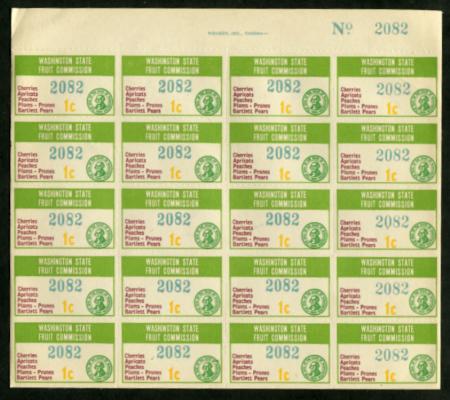 Nº 2082
WASHINGTON STATE
FRUIT COMMISSION
2082
Cherries
Apricots
Peaches
Plums - Prunes
Bartlett Pears
1c
WASHINGTON STATE
FRUIT COMMISSION
2082
Cherries
Apricots
Peaches
Plums - Prunes
Bartlett Pears
1c
WASHINGTON STATE
FRUIT COMMISSION
2082
Cherries
Apricots
Peaches
Plums - Prunes
Bartlett Pears
1c
WASHINGTON STATE
FRUIT COMMISSION
2082
Cherries
Apricots
Peaches
Plums - Prunes
Bartlett Pears
1c
WASHINGTON STATE
FRUIT COMMISSION
2082
Cherries
Apricots
Peaches
Plums - Prunes
Bartlett Pears
1c
WASHINGTON STATE
FRUIT COMMISSION
2082
Cherries
Apricots
Peaches
Plums - Prunes
Bartlett Pears
1c
WASHINGTON STATE
FRUIT COMMISSION
2082
Cherries
Apricots
Peaches
Plums - Prunes
Bartlett Pears
1c
WASHINGTON STATE
FRUIT COMMISSION
2082
Cherries
Apricots
Peaches
Plums - Prunes
Bartlett Pears
1c
WASHINGTON STATE
FRUIT COMMISSION
2082
Cherries
Apricots
Peaches
Plums - Prunes
Bartlett Pears
1c
WASHINGTON STATE
FRUIT COMMISSION
2082
Cherries
Apricots
Peaches
Plums - Prunes
Bartlett Pears
1c
WASHINGTON STATE
FRUIT COMMISSION
2082
Cherries
Apricots
Peaches
Plums - Prunes
Bartlett Pears
1c
WASHINGTON STATE
FRUIT COMMISSION
2082
Cherries
Apricots
Peaches
Plums - Prunes
Bartlett Pears
1c
WASHINGTON STATE
FRUIT COMMISSION
2082
Cherries
Apricots
Peaches
Plums - Prunes
Bartlett Pears
1c
WASHINGTON STATE
FRUIT COMMISSION
2082
Cherries
Apricots
Peaches
Plums - Prunes
Bartlett Pears
1c
WASHINGTON STATE
FRUIT COMMISSION
2082
Cherries
Apricots
Peaches
Plums - Prunes
Bartlett Pears
1c
WASHINGTON STATE
FRUIT COMMISSION
2082
Cherries
Apricots
Peaches
Plums - Prunes
Bartlett Pears
1c
WASHINGTON STATE
FRUIT COMMISSION
2082
Cherries
Apricots
Peaches
Plums - Prunes
Bartlett Pears
1c
WASHINGTON STATE
FRUIT COMMISSION
2082
Cherries
Apricots
Peaches
Plums - Prunes
Bartlett Pears
1c
WASHINGTON STATE
FRUIT COMMISSION
2082
Cherries
Apricots
Peaches
Plums - Prunes
Bartlett Pears
1c
WASHINGTON STATE
FRUIT COMMISSION
2082
Cherries
Apricots
Peaches
Plums - Prunes
Bartlett Pears
1c